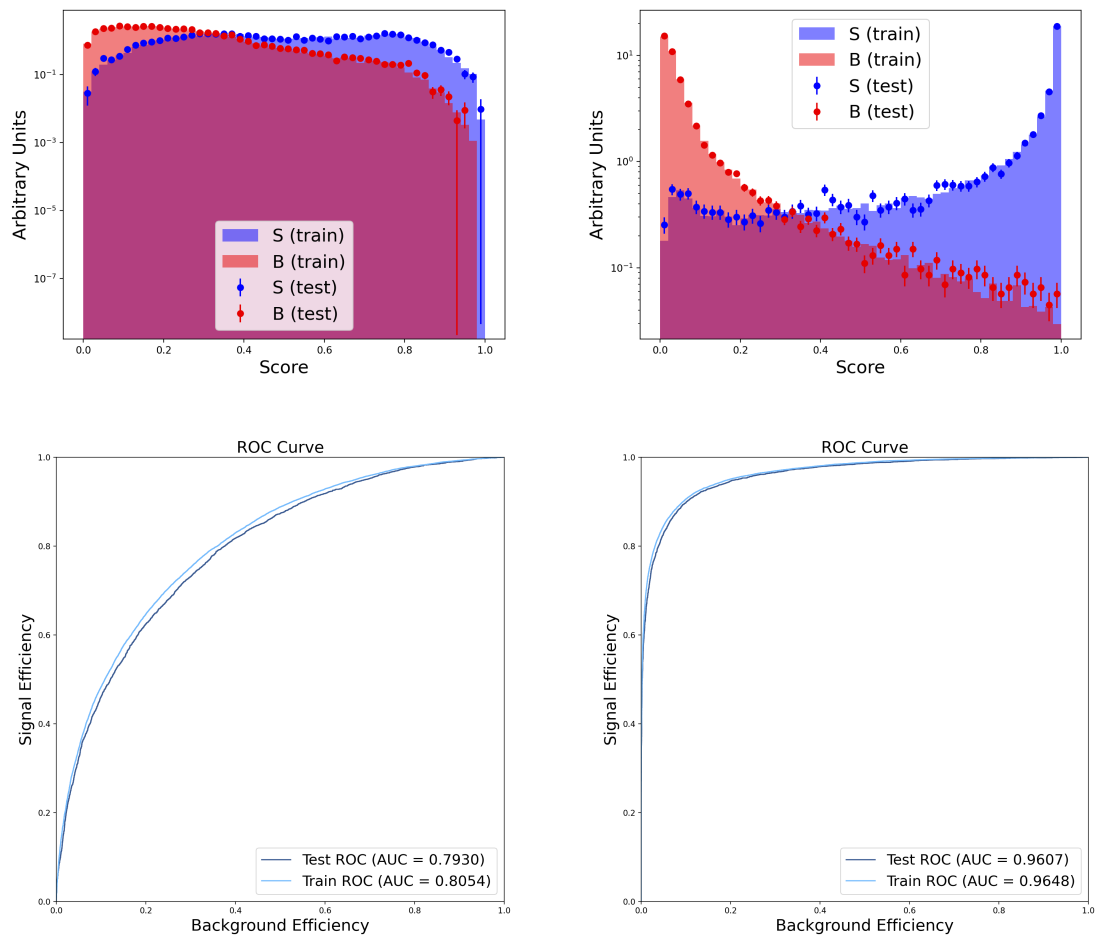 Arbitrary Units
10⁻¹
10⁻³
10⁻⁵
10⁻⁷
S (train)
B (train)
S (test)
B (test)
0.0 0.2 0.4 0.6 0.8 1.0
Score
Arbitrary Units
10¹
10⁰
10⁻¹
S (train)
B (train)
S (test)
B (test)
0.0 0.2 0.4 0.6 0.8 1.0
Score
ROC Curve
Signal Efficiency
1.0
0.8
0.6
0.4
0.2
0.0
Test ROC (AUC = 0.7930)
Train ROC (AUC = 0.8054)
0.0 0.2 0.4 0.6 0.8 1.0
Background Efficiency
ROC Curve
Signal Efficiency
1.0
0.8
0.6
0.4
0.2
0.0
Test ROC (AUC = 0.9607)
Train ROC (AUC = 0.9648)
0.0 0.2 0.4 0.6 0.8 1.0
Background Efficiency